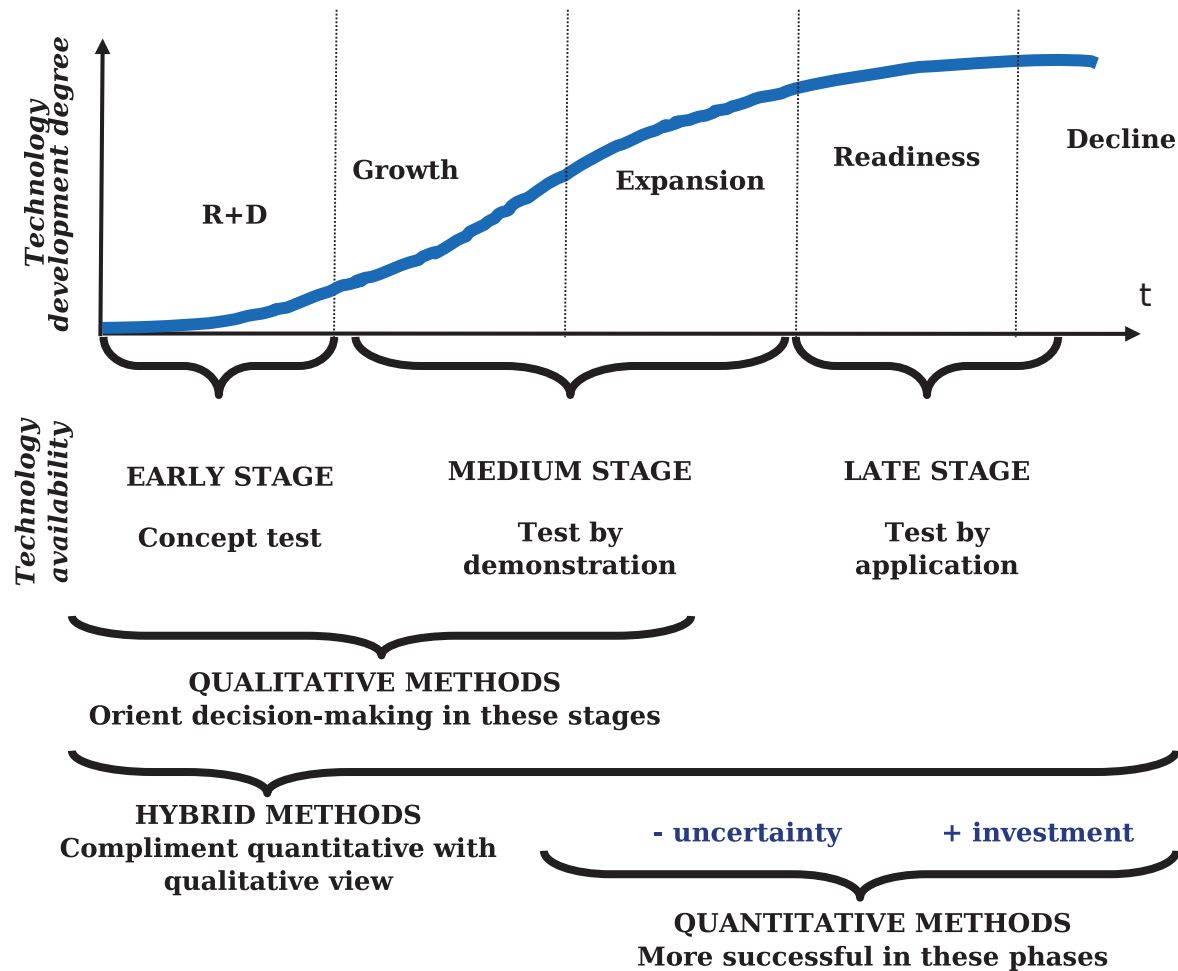 Technology
development degree
R+D
Growth
Expansion
Readiness
Decline
t
Technology
availability
EARLY STAGE
Concept test
MEDIUM STAGE
Test by
demonstration
LATE STAGE
Test by
application
QUALITATIVE METHODS
Orient decision-making in these stages
HYBRID METHODS
Compliment quantitative with
qualitative view
- uncertainty
+ investment
QUANTITATIVE METHODS
More successful in these phases